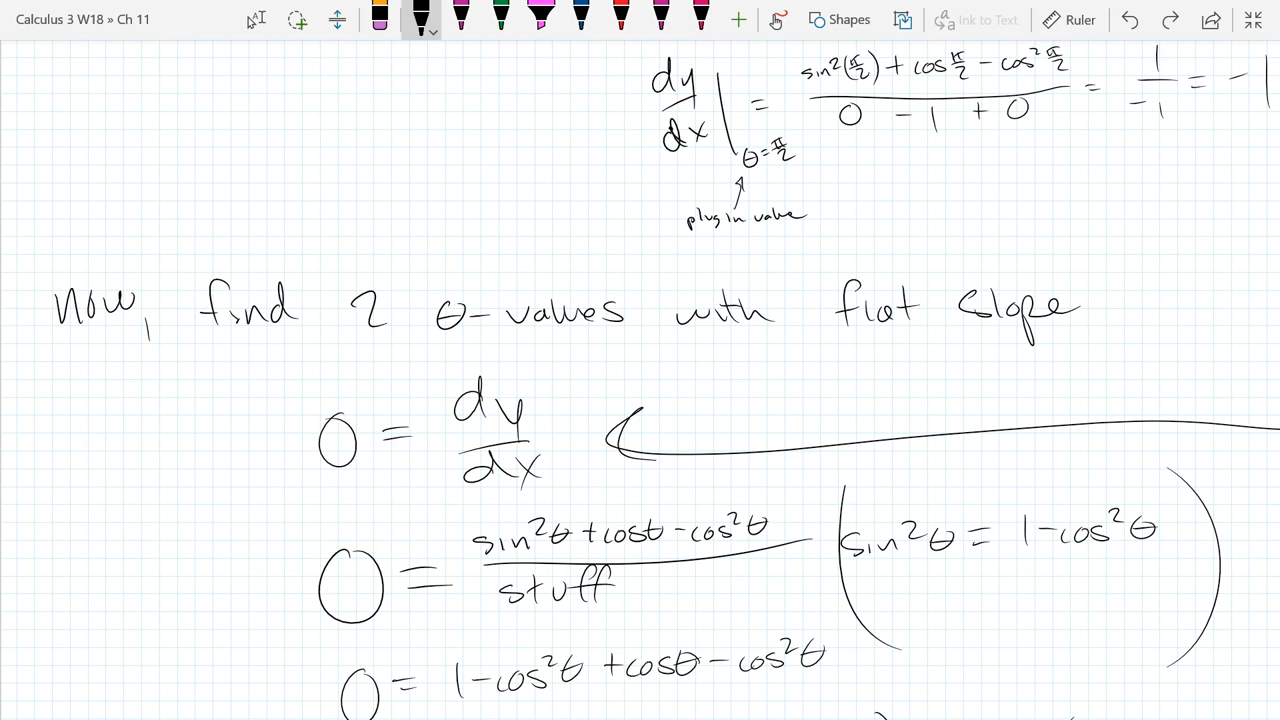 Calculus 3 W18 » Ch 11 Shapes Ink to Text Ruler
dy/dx |θ=π/2 = (sin²(π/2) + cos π/2 - cos² π/2) / (0 - 1 + 0) = 1/-1 = -1
plug in value
Now, find 2 θ-values with flat slope
0 = dy/dx
0 = (sin²θ + cosθ - cos²θ) / stuff (sin²θ = 1-cos²θ)
0 = 1-cos²θ + cosθ - cos²θ